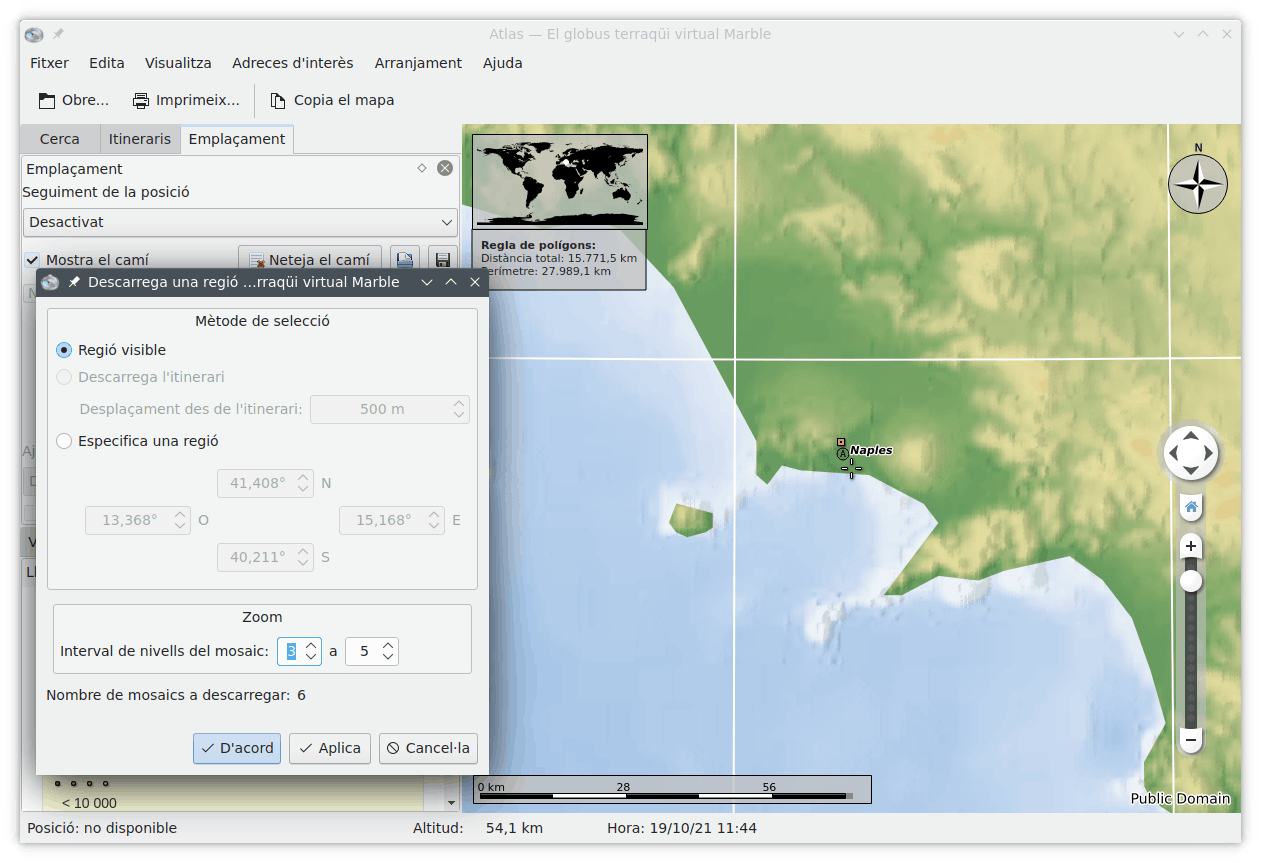 Atlas — El globus terraqüi virtual Marble
Fitxer Edita Visualitza Adreces d'interès Arranjament Ajuda
Obre... Imprimeix... Copia el mapa
Cerca Itineraris Emplaçament
Emplaçament
Seguiment de la posició
Desactivat
Mostra el camí Neteja el camí
Descarrega una regió ...rraqüi virtual Marble
Mètode de selecció
Regió visible
Descarrega l'itinerari
Desplaçament des de l'itinerari: 500 m
Especifica una regió
41,408° N
13,368° O 15,168° E
40,211° S
Zoom
Interval de nivells del mosaic: 3 a 5
Nombre de mosaics a descarregar: 6
D'acord Aplica Cancel·la
< 10 000
Regla de polígons:
Distància total: 15.771,5 km
Perímetre: 27.989,1 km
N
A Naples
+
−
0 km 28 56
Public Domain
Posició: no disponible Altitud: 54,1 km Hora: 19/10/21 11:44